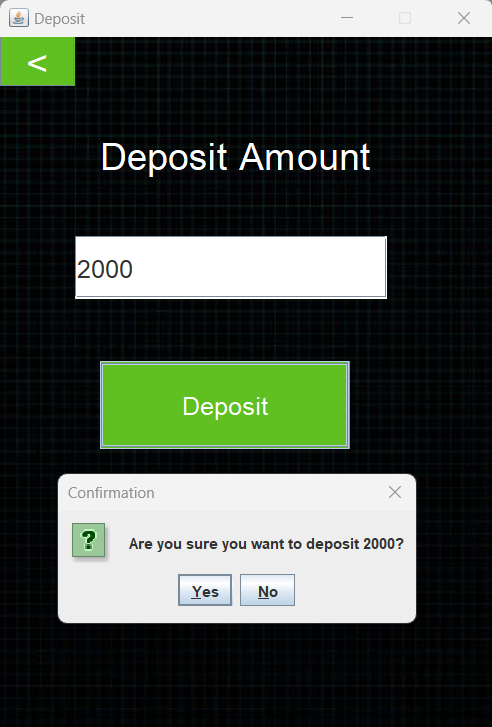 Deposit
<
Deposit Amount
2000
Deposit
Confirmation
?
Are you sure you want to deposit 2000?
Yes No